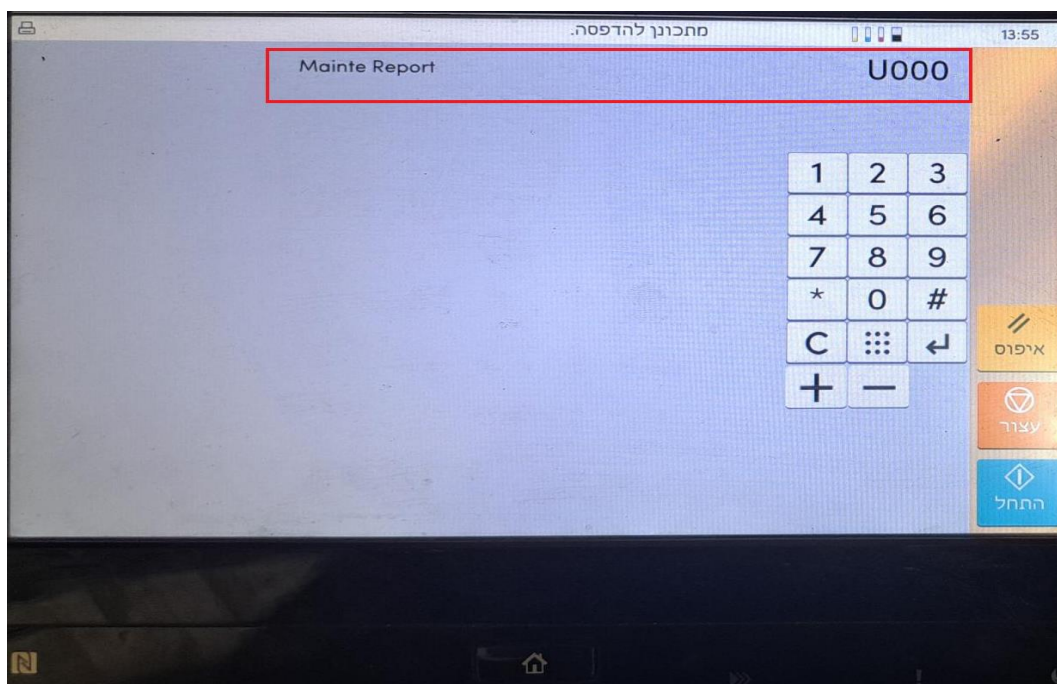 מתכונן להדפסה.
13:55
Mainte Report U000
1 2 3
4 5 6
7 8 9
* 0 #
C
+ −
איפוס
עצור
התחל